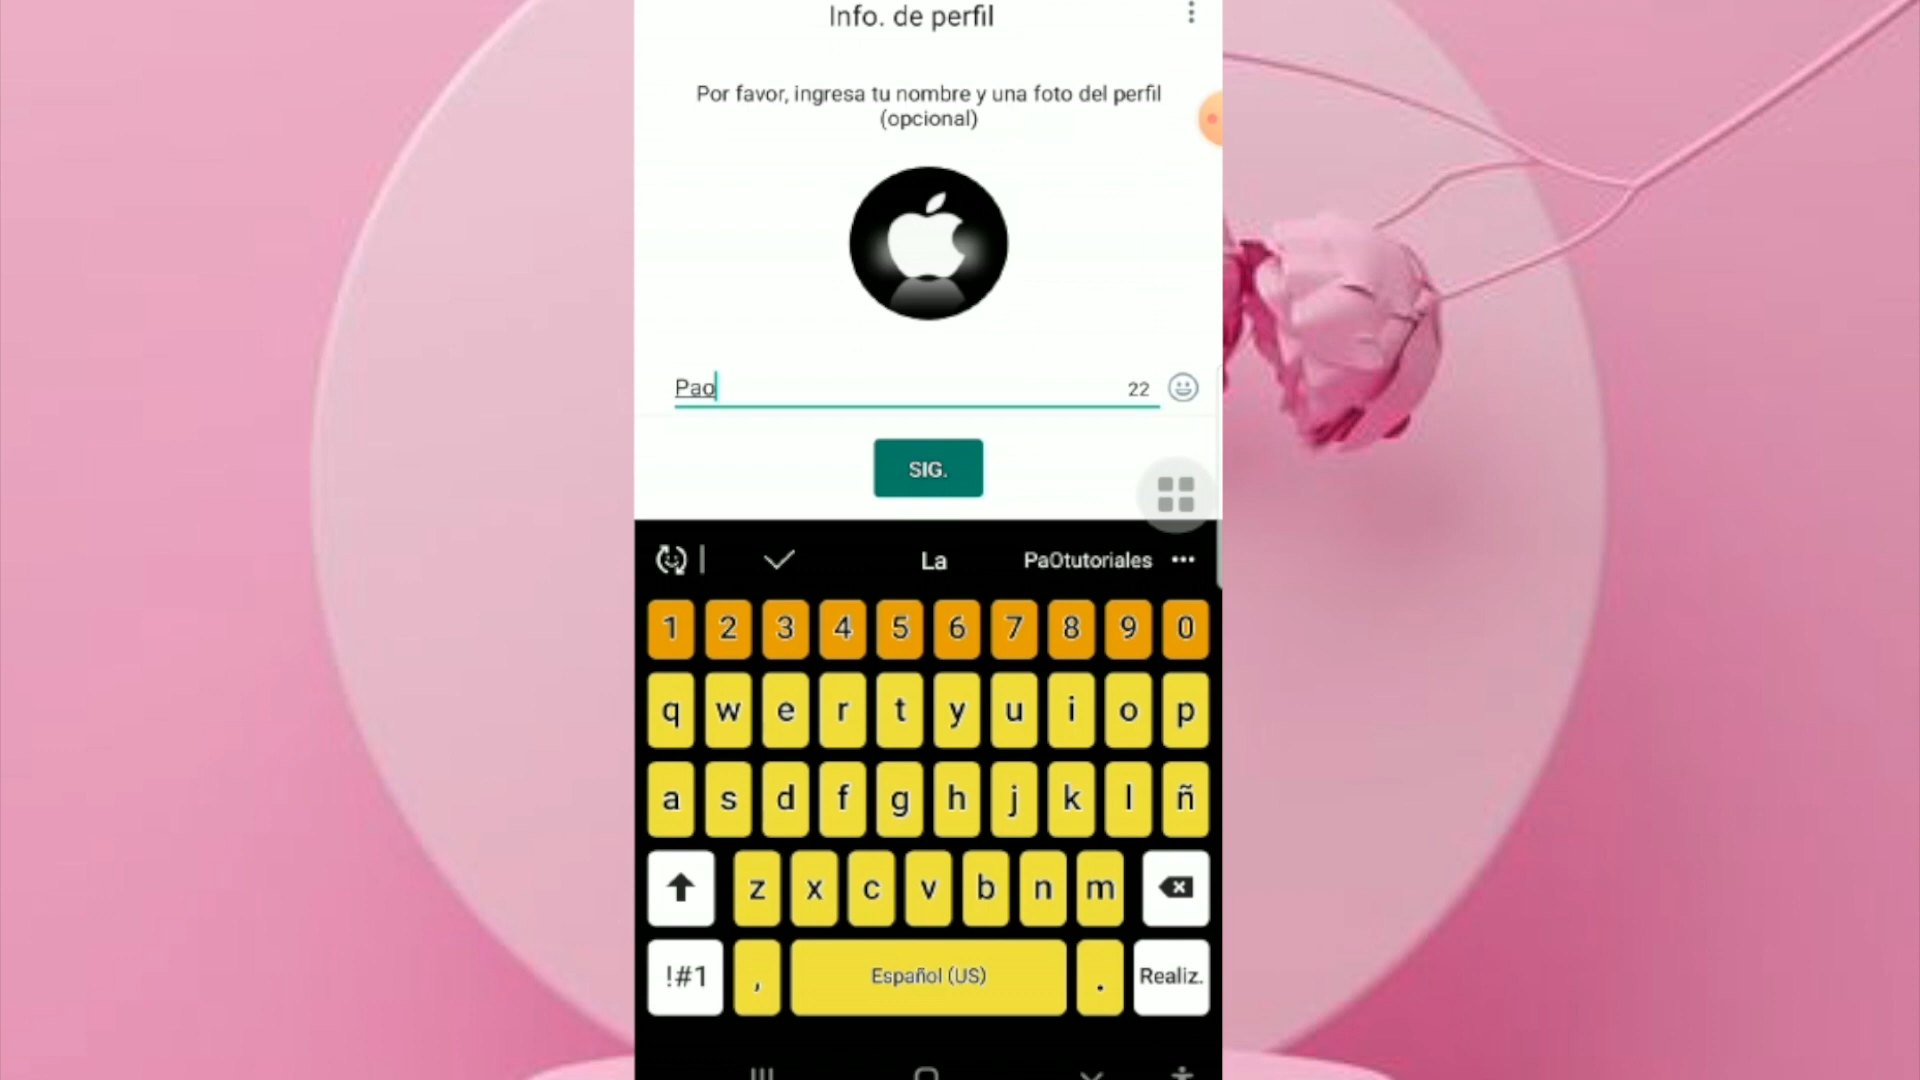 Info. de perfil
Por favor, ingresa tu nombre y una foto del perfil
(opcional)
Pao
22
SIG.
La
PaOtutoriales
1 2 3 4 5 6 7 8 9 0
q w e r t y u i o p
a s d f g h j k l ñ
z x c v b n m
!#1 , Español (US) . Realiz.